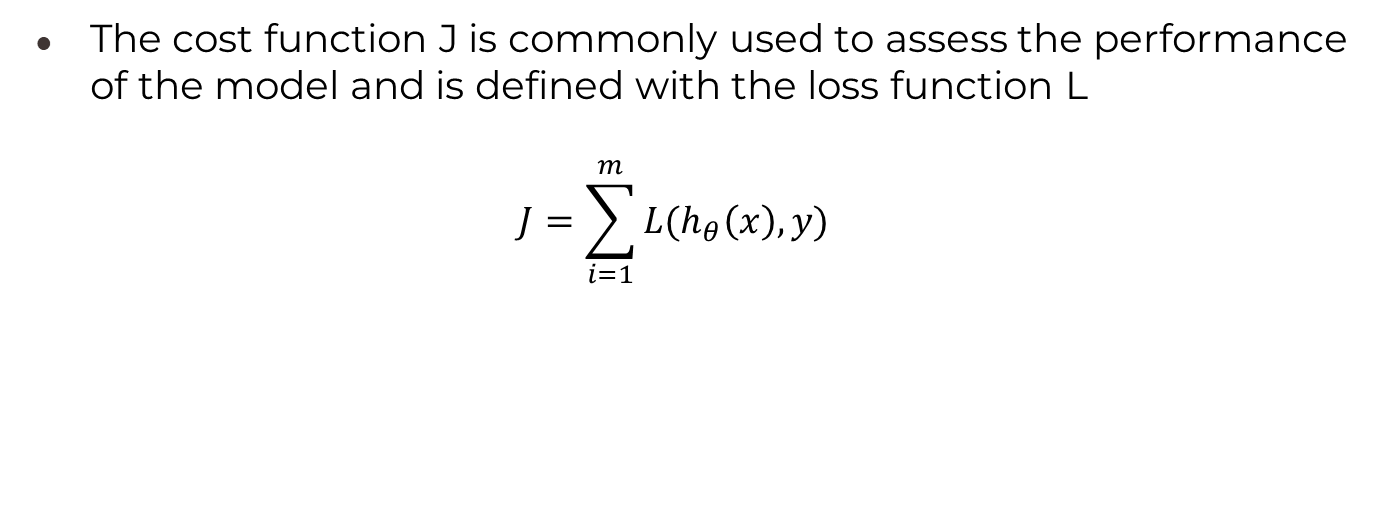 • The cost function J is commonly used to assess the performance
of the model and is defined with the loss function L
m
J = ∑ L(hθ(x), y)
i=1